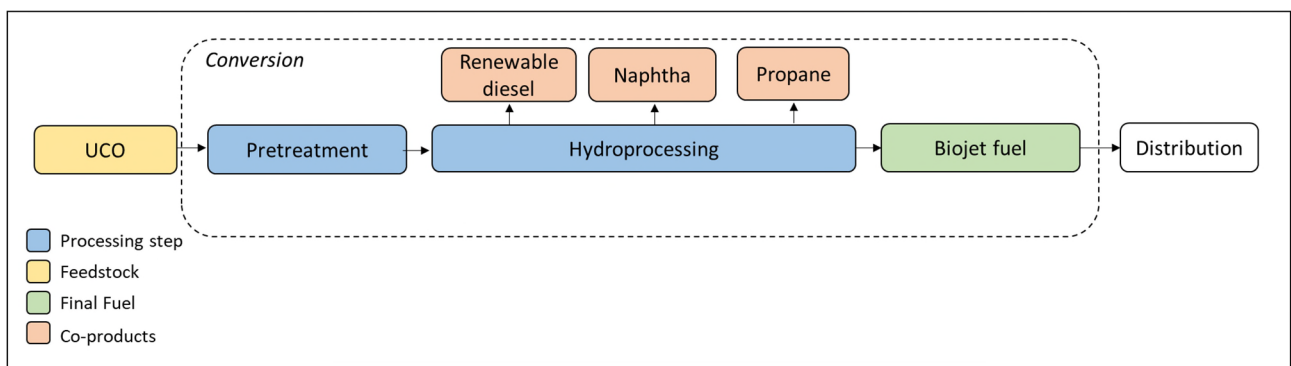 Conversion
Renewable
diesel
Naphtha
Propane
UCO
Pretreatment
Hydroprocessing
Biojet fuel
Distribution
Processing step
Feedstock
Final Fuel
Co-products